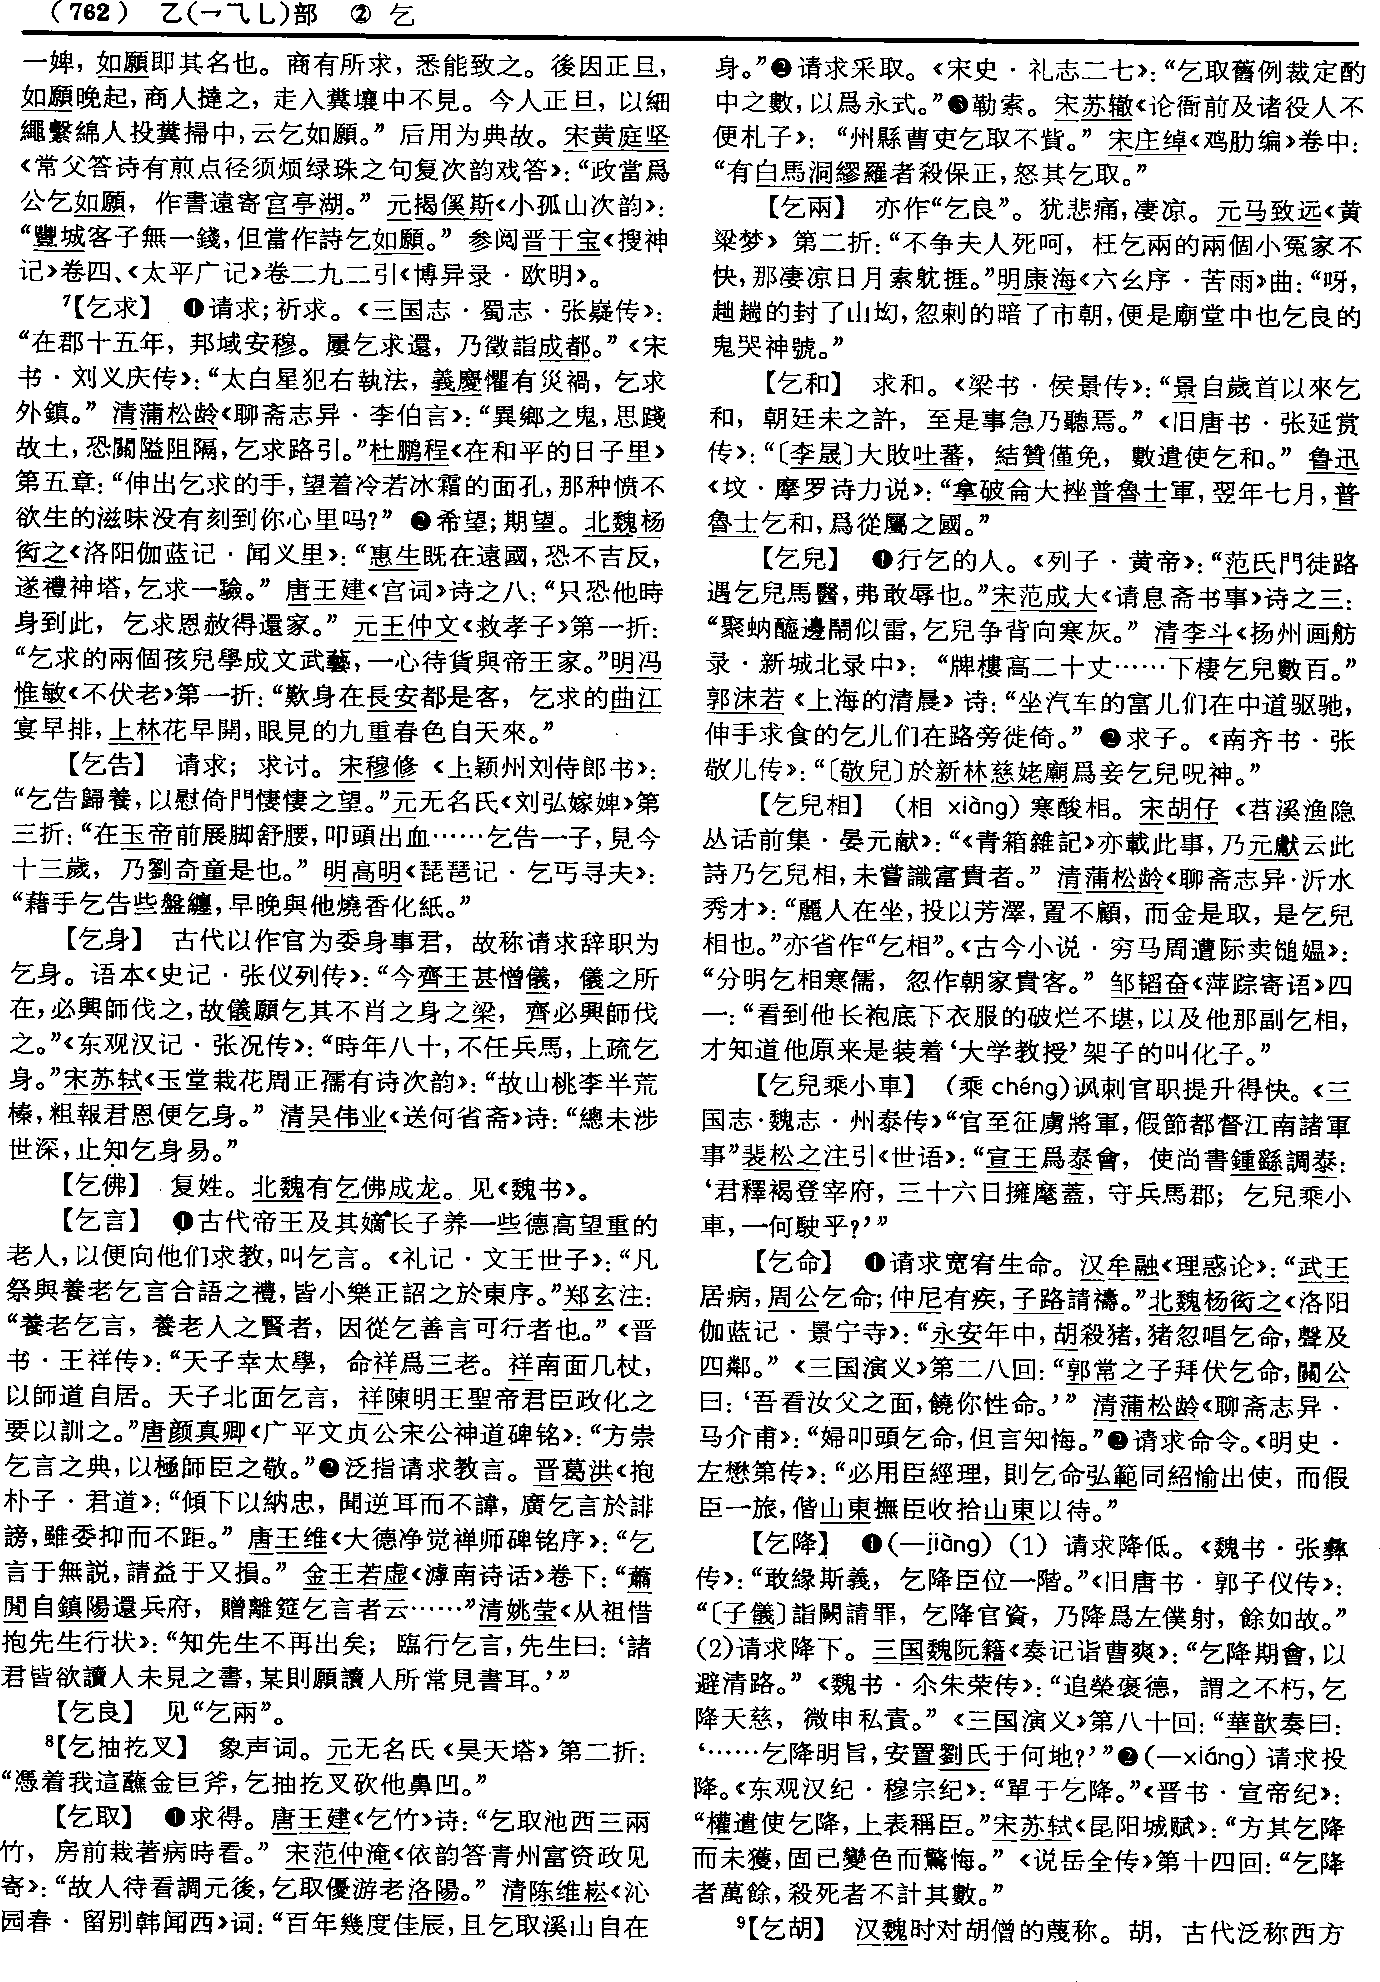 (762) 乙(㇀乁乚)部 ② 乞
一婢，如願即其名也。商有所求，悉能致之。後因正旦，
如願晚起，商人撻之，走入糞壤中不見。今人正旦，以細
繩繫綿人投糞掃中，云乞如願。”后用为典故。宋黄庭坚
《常父答诗有煎点径须烦绿珠之句复次韵戏答》：“政當爲
公乞如願，作書遠寄宫亭湖。”元揭傒斯《小孤山次韵》：
“豐城客子無一錢，但當作詩乞如願。”参阅晋干宝《搜神
记》卷四、《太平广记》卷二九二引《博异录·欧明》。
7【乞求】 ❶请求；祈求。《三国志·蜀志·张嶷传》：
“在郡十五年，邦域安穆。屢乞求還，乃徵詣成都。”《宋
书·刘义庆传》：“太白星犯右執法，義慶懼有災禍，乞求
外鎮。”清蒲松龄《聊斋志异·李伯言》：“異鄉之鬼，思踐
故土，恐關隘阻隔，乞求路引。”杜鹏程《在和平的日子里》
第五章：“伸出乞求的手，望着冷若冰霜的面孔，那种愤不
欲生的滋味没有刻到你心里吗？”❷希望；期望。北魏杨
衒之《洛阳伽蓝记·闻义里》：“惠生既在遠國，恐不吉反，
遂禮神塔，乞求一驗。”唐王建《宫词》诗之八：“只恐他時
身到此，乞求恩赦得還家。”元王仲文《救孝子》第一折：
“乞求的兩個孩兒學成文武藝，一心待貨與帝王家。”明冯
惟敏《不伏老》第一折：“歎身在長安都是客，乞求的曲江
宴早排，上林花早開，眼見的九重春色自天來。”
【乞告】 请求；求讨。宋穆修《上颍州刘侍郎书》：
“乞告歸養，以慰倚門悽悽之望。”元无名氏《刘弘嫁婢》第
三折：“在玉帝前展脚舒腰，叩頭出血……乞告一子，見今
十三歲，乃劉奇童是也。”明高明《琵琶记·乞丐寻夫》：
“藉手乞告些盤纏，早晚與他燒香化紙。”
【乞身】 古代以作官为委身事君，故称请求辞职为
乞身。语本《史记·张仪列传》：“今齊王甚憎儀，儀之所
在，必興師伐之，故儀願乞其不肖之身之梁，齊必興師伐
之。”《东观汉记·张况传》：“時年八十，不任兵馬，上疏乞
身。”宋苏轼《玉堂栽花周正孺有诗次韵》：“故山桃李半荒
榛，粗報君恩便乞身。”清吴伟业《送何省斋》诗：“總未涉
世深，止知乞身易。”
【乞佛】 复姓。北魏有乞佛成龙。见《魏书》。
【乞言】 ❶古代帝王及其嫡长子养一些德高望重的
老人，以便向他们求教，叫乞言。《礼记·文王世子》：“凡
祭與養老乞言合語之禮，皆小樂正詔之於東序。”郑玄注：
“養老乞言，養老人之賢者，因從乞善言可行者也。”《晋
书·王祥传》：“天子幸太學，命祥爲三老。祥南面几杖，
以師道自居。天子北面乞言，祥陳明王聖帝君臣政化之
要以訓之。”唐颜真卿《广平文贞公宋公神道碑铭》：“方崇
乞言之典，以極師臣之敬。”❷泛指请求教言。晋葛洪《抱
朴子·君道》：“傾下以納忠，聞逆耳而不諱，廣乞言於誹
謗，雖委抑而不距。”唐王维《大德净觉禅师碑铭序》：“乞
言于無説，請益于又損。”金王若虚《滹南诗话》卷下：“蕭
閑自鎮陽還兵府，贈離筵乞言者云……”清姚莹《从祖惜
抱先生行状》：“知先生不再出矣；臨行乞言，先生曰：‘諸
君皆欲讀人未見之書，某則願讀人所常見書耳。’”
【乞良】 见“乞兩”。
8【乞抽扢叉】 象声词。元无名氏《昊天塔》第二折：
“憑着我這蘸金巨斧，乞抽扢叉砍他鼻凹。”
【乞取】 ❶求得。唐王建《乞竹》诗：“乞取池西三兩
竹，房前栽著病時看。”宋范仲淹《依韵答青州富资政见
寄》：“故人待看調元後，乞取優游老洛陽。”清陈维崧《沁
园春·留别韩闻西》词：“百年幾度佳辰，且乞取溪山自在
身。”❷请求采取。《宋史·礼志二七》：“乞取舊例裁定酌
中之數，以爲永式。”❸勒索。宋苏辙《论衙前及诸役人不
便札子》：“州縣曹吏乞取不貲。”宋庄绰《鸡肋编》卷中：
“有白馬洞繆羅者殺保正，怒其乞取。”
【乞兩】 亦作“乞良”。犹悲痛，凄凉。元马致远《黄
粱梦》第二折：“不争夫人死呵，枉乞兩的兩個小冤家不
快，那凄凉日月索躭捱。”明康海《六幺序·苦雨》曲：“呀，
趔趄的封了山坳，忽剌的暗了市朝，便是廟堂中也乞良的
鬼哭神號。”
【乞和】 求和。《梁书·侯景传》：“景自歲首以來乞
和，朝廷未之許，至是事急乃聽焉。”《旧唐书·张延赏
传》：“〔李晟〕大敗吐蕃，結贊僅免，數遣使乞和。”鲁迅
《坟·摩罗诗力说》：“拿破侖大挫普魯士軍，翌年七月，普
魯士乞和，爲從屬之國。”
【乞兒】 ❶行乞的人。《列子·黄帝》：“范氏門徒路
遇乞兒馬醫，弗敢辱也。”宋范成大《请息斋书事》诗之三：
“聚蚋醯邊鬧似雷，乞兒争背向寒灰。”清李斗《扬州画舫
录·新城北录中》：“牌樓高二十丈……下棲乞兒數百。”
郭沫若《上海的清晨》诗：“坐汽车的富儿们在中道驱驰，
伸手求食的乞儿们在路旁徙倚。”❷求子。《南齐书·张
敬儿传》：“〔敬兒〕於新林慈姥廟爲妾乞兒呪神。”
【乞兒相】 （相 xiàng）寒酸相。宋胡仔《苕溪渔隐
丛话前集·晏元献》：“《青箱雜記》亦載此事，乃元獻云此
詩乃乞兒相，未嘗識富貴者。”清蒲松龄《聊斋志异·沂水
秀才》：“麗人在坐，投以芳澤，置不顧，而金是取，是乞兒
相也。”亦省作“乞相”。《古今小说·穷马周遭际卖䭔媪》：
“分明乞相寒儒，忽作朝家貴客。”邹韬奋《萍踪寄语》四
一：“看到他长袍底下衣服的破烂不堪，以及他那副乞相，
才知道他原来是装着‘大学教授’架子的叫化子。”
【乞兒乘小車】 （乘 chéng）讽刺官职提升得快。《三
国志·魏志·州泰传》“官至征虜將軍，假節都督江南諸軍
事”裴松之注引《世语》：“宣王爲泰會，使尚書鍾繇調泰：
‘君釋褐登宰府，三十六日擁麾蓋，守兵馬郡；乞兒乘小
車，一何駛乎？’”
【乞命】 ❶请求宽宥生命。汉牟融《理惑论》：“武王
居病，周公乞命；仲尼有疾，子路請禱。”北魏杨衒之《洛阳
伽蓝记·景宁寺》：“永安年中，胡殺猪，猪忽唱乞命，聲及
四鄰。”《三国演义》第二八回：“郭常之子拜伏乞命，關公
曰：‘吾看汝父之面，饒你性命。’”清蒲松龄《聊斋志异·
马介甫》：“婦叩頭乞命，但言知悔。”❷请求命令。《明史·
左懋第传》：“必用臣經理，則乞命弘範同紹愉出使，而假
臣一旅，偕山東撫臣收拾山東以待。”
【乞降】 ❶(—jiàng)（1）请求降低。《魏书·张彝
传》：“敢緣斯義，乞降臣位一階。”《旧唐书·郭子仪传》：
“〔子儀〕詣闕請罪，乞降官資，乃降爲左僕射，餘如故。”
（2）请求降下。三国魏阮籍《奏记诣曹爽》：“乞降期會，以
避清路。”《魏书·尒朱荣传》：“追榮褒德，謂之不朽，乞
降天慈，微申私責。”《三国演义》第八十回：“華歆奏曰：
‘……乞降明旨，安置劉氏于何地？’”❷(—xiáng) 请求投
降。《东观汉纪·穆宗纪》：“單于乞降。”《晋书·宣帝纪》：
“權遣使乞降，上表稱臣。”宋苏轼《昆阳城赋》：“方其乞降
而未獲，固已變色而驚悔。”《说岳全传》第十四回：“乞降
者萬餘，殺死者不計其數。”
9【乞胡】 汉魏时对胡僧的蔑称。胡，古代泛称西方